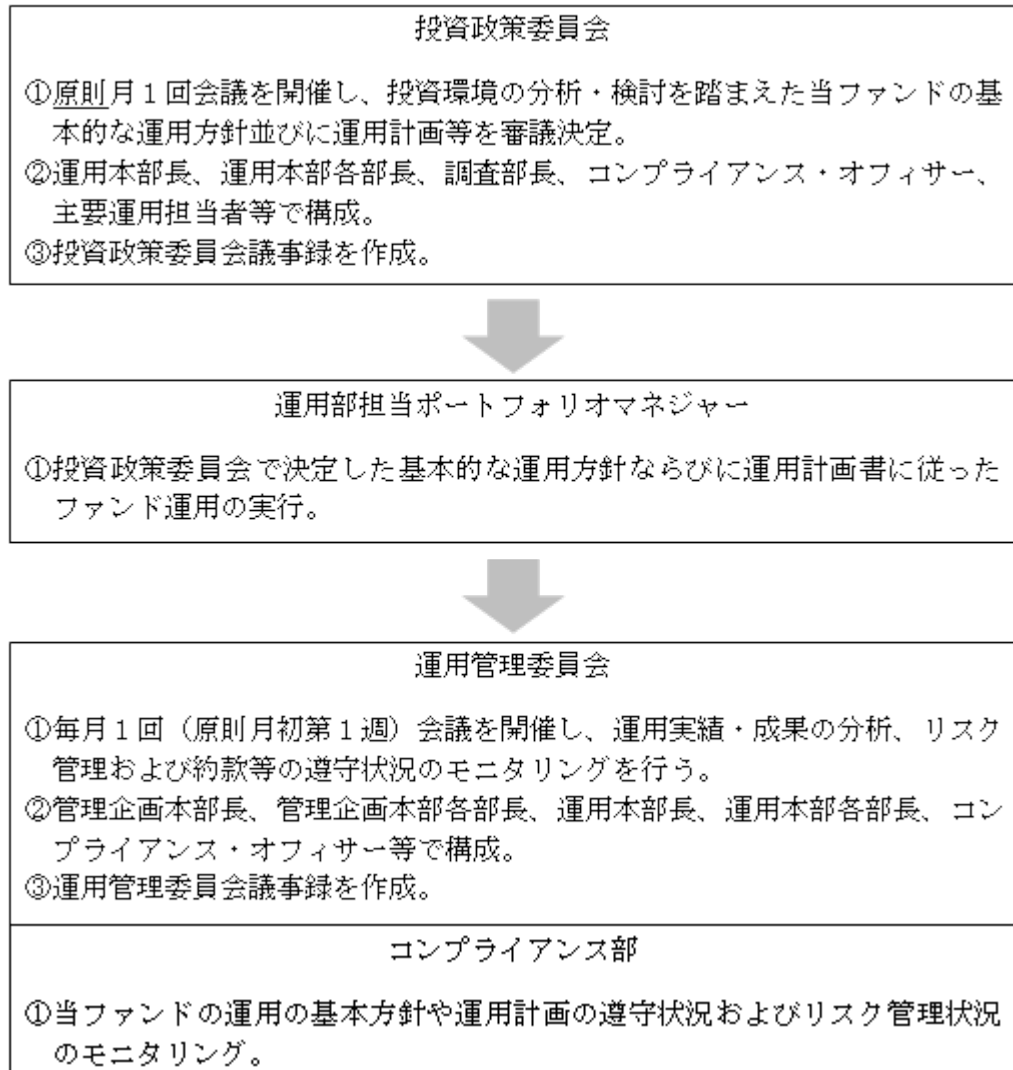 投資政策委員会
①原則月１回会議を開催し、投資環境の分析・検討を踏まえた当ファンドの基
本的な運用方針並びに運用計画等を審議決定。
②運用本部長、運用本部各部長、調査部長、コンプライアンス・オフィサー、
主要運用担当者等で構成。
③投資政策委員会議事録を作成。
運用部担当ポートフォリオマネジャー
①投資政策委員会で決定した基本的な運用方針ならびに運用計画書に従った
ファンド運用の実行。
運用管理委員会
①毎月１回（原則月初第１週）会議を開催し、運用実績・成果の分析、リスク
管理および約款等の遵守状況のモニタリングを行う。
②管理企画本部長、管理企画本部各部長、運用本部長、運用本部各部長、コン
プライアンス・オフィサー等で構成。
③運用管理委員会議事録を作成。
コンプライアンス部
①当ファンドの運用の基本方針や運用計画の遵守状況およびリスク管理状況
のモニタリング。